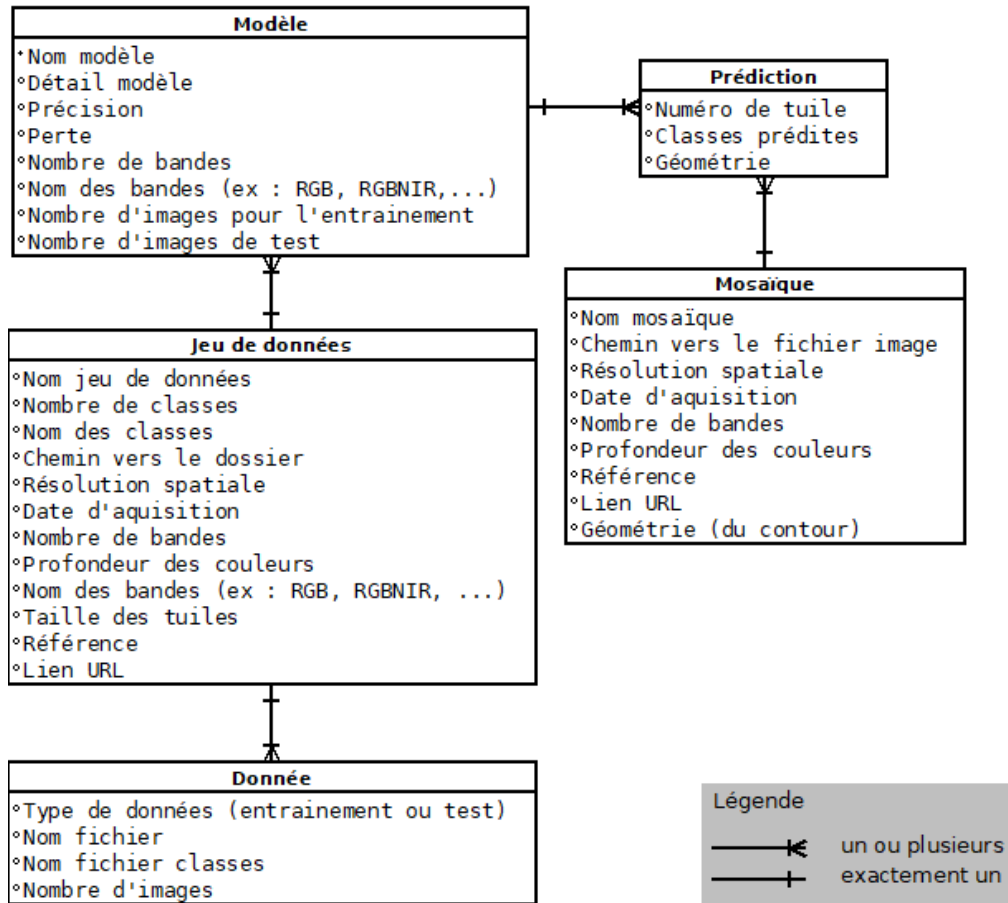 Modèle
Nom modèle
Détail modèle
Précision
Perte
Nombre de bandes
Nom des bandes (ex : RGB, RGBNIR,...)
Nombre d'images pour l'entrainement
Nombre d'images de test
Prédiction
Numéro de tuile
Classes prédites
Géométrie
Mosaïque
Nom mosaïque
Chemin vers le fichier image
Résolution spatiale
Date d'aquisition
Nombre de bandes
Profondeur des couleurs
Référence
Lien URL
Géométrie (du contour)
Jeu de données
Nom jeu de données
Nombre de classes
Nom des classes
Chemin vers le dossier
Résolution spatiale
Date d'aquisition
Nombre de bandes
Profondeur des couleurs
Nom des bandes (ex : RGB, RGBNIR, ...)
Taille des tuiles
Référence
Lien URL
Donnée
Type de données (entrainement ou test)
Nom fichier
Nom fichier classes
Nombre d'images
Légende
un ou plusieurs
exactement un